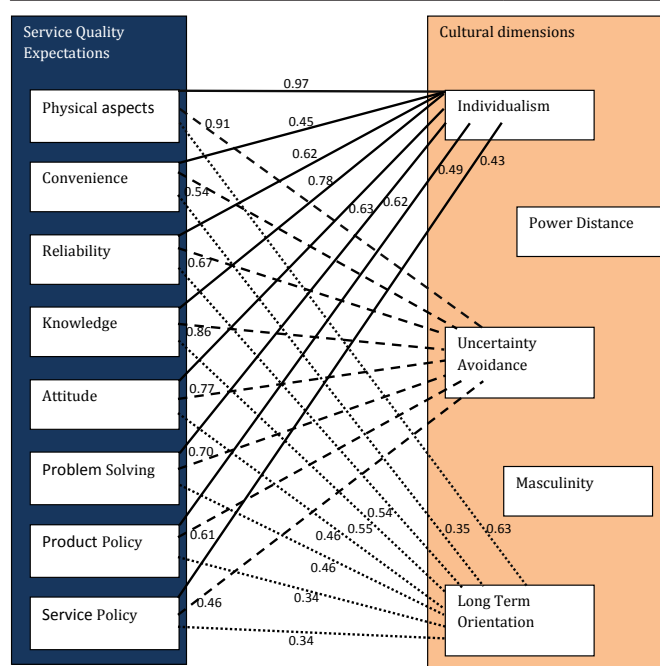 Service Quality
Expectations
Cultural dimensions
Physical aspects
Convenience
Reliability
Knowledge
Attitude
Problem Solving
Product Policy
Service Policy
0.97
0.91
0.45
0.62
0.54
0.78
0.67
0.63
0.62
0.49
0.43
0.86
0.77
0.70
0.61
0.46
0.54
0.55
0.46
0.46
0.34
0.34
0.35
0.63
Individualism
Power Distance
Uncertainty
Avoidance
Masculinity
Long Term
Orientation